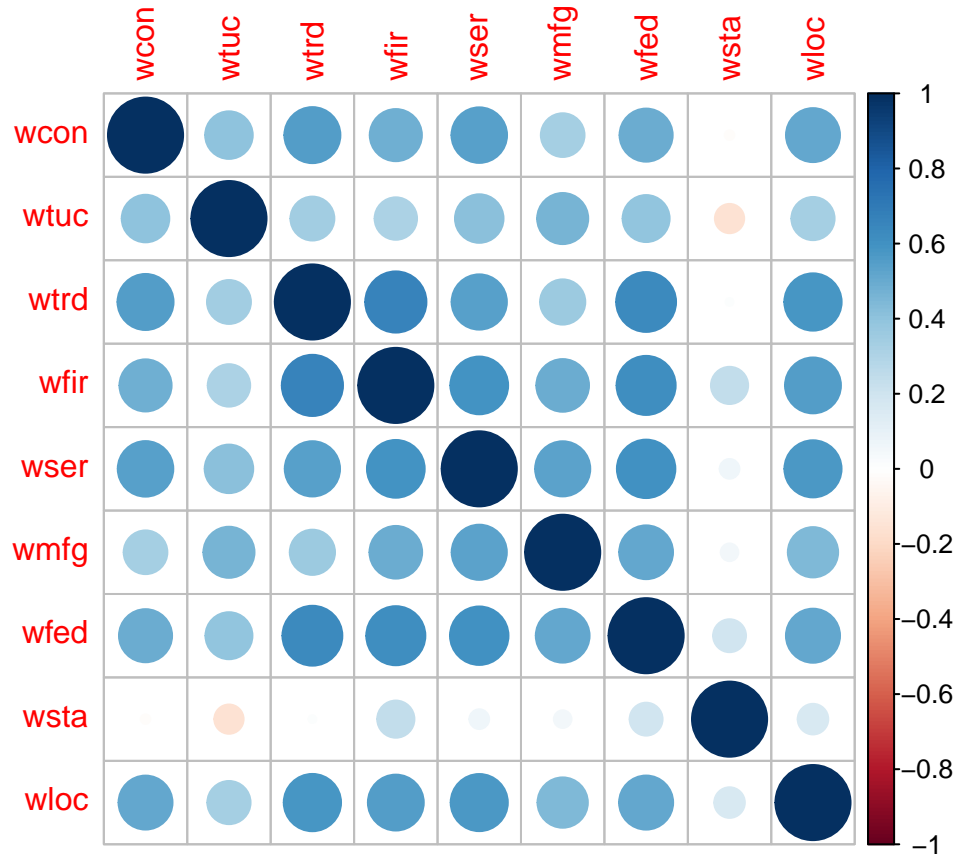 wcon wtuc wtrd wfir wser wmfg wfed wsta wloc
wcon
wtuc
wtrd
wfir
wser
wmfg
wfed
wsta
wloc
1
0.8
0.6
0.4
0.2
0
−0.2
−0.4
−0.6
−0.8
−1